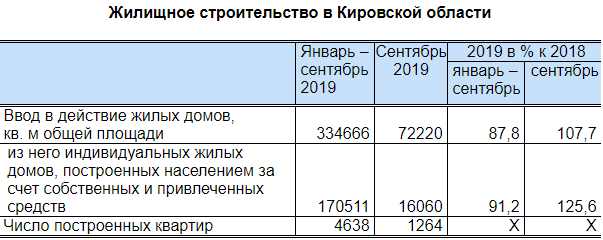 Жилищное строительство в Кировской области
Январь – сентябрь 2019
Сентябрь 2019
2019 в % к 2018
январь – сентябрь
сентябрь
Ввод в действие жилых домов,
кв. м общей площади 334666 72220 87,8 107,7
из него индивидуальных жилых
домов, построенных населением за
счет собственных и привлеченных
средств 170511 16060 91,2 125,6
Число построенных квартир 4638 1264 X X